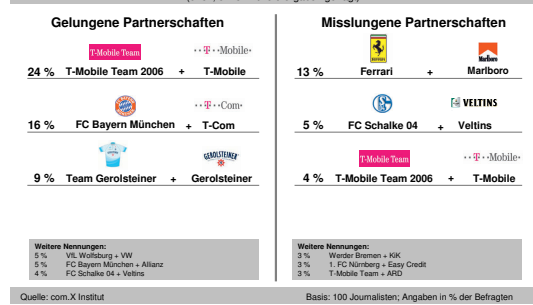 Gelungene Partnerschaften
T-Mobile Team
·· T ··Mobile·
24 % T-Mobile Team 2006 + T-Mobile
·· T ··Com·
16 % FC Bayern München + T-Com
GEROLSTEINER
9 % Team Gerolsteiner + Gerolsteiner
Weitere Nennungen:
5 % VfL Wolfsburg + VW
5 % FC Bayern München + Allianz
4 % FC Schalke 04 + Veltins
Misslungene Partnerschaften
Marlboro
13 % Ferrari + Marlboro
VELTINS
5 % FC Schalke 04 + Veltins
T-Mobile Team
·· T ··Mobile·
4 % T-Mobile Team 2006 + T-Mobile
Weitere Nennungen:
3 % Werder Bremen + KiK
3 % 1. FC Nürnberg + Easy Credit
3 % T-Mobile Team + ARD
Quelle: com.X Institut
Basis: 100 Journalisten; Angaben in % der Befragten